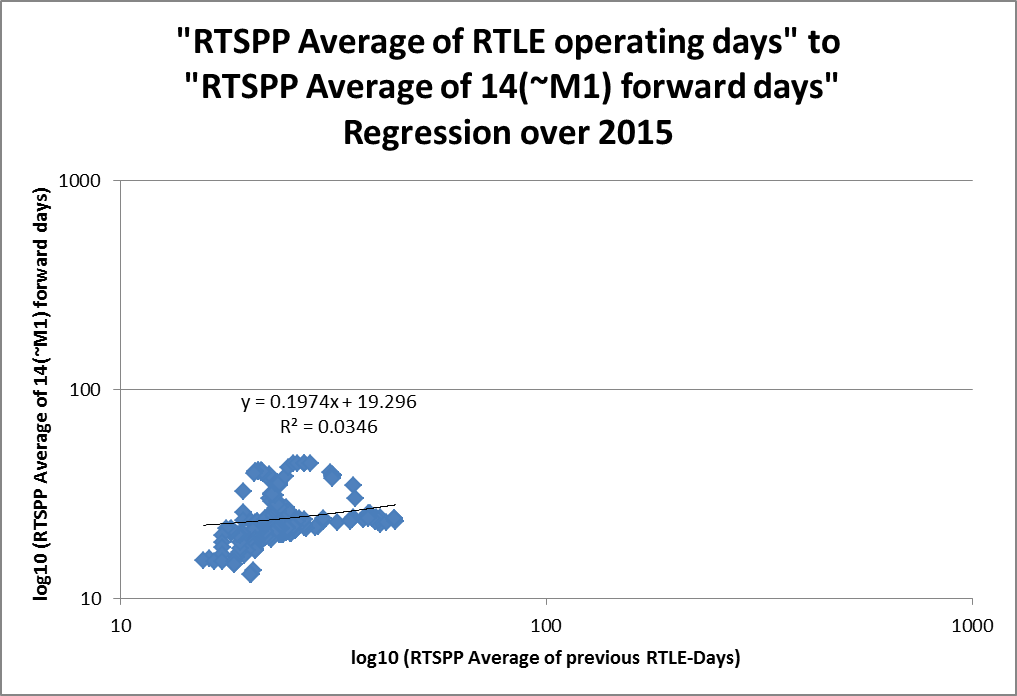 "RTSPP Average of RTLE operating days" to
"RTSPP Average of 14(~M1) forward days"
Regression over 2015
log10 (RTSPP Average of 14(~M1) forward days)
1000
100
10
y = 0.1974x + 19.296
R² = 0.0346
10
100
1000
log10 (RTSPP Average of previous RTLE-Days)